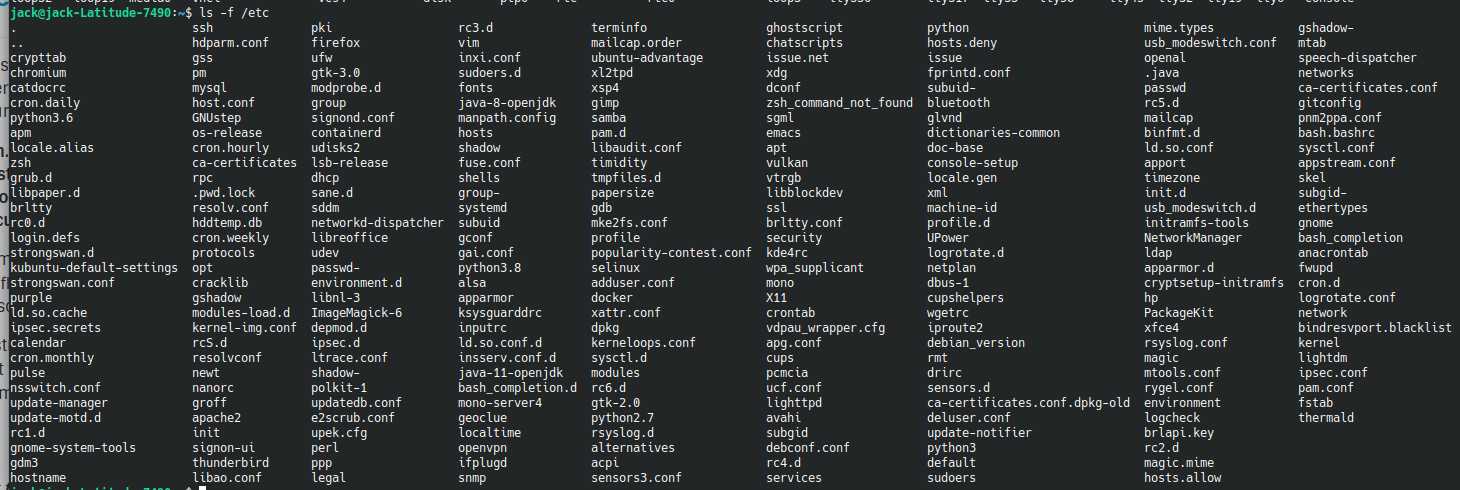 jack@jack-Latitude-7490:~$ ls -f /etc
. ssh pki rc3.d terminfo ghostscript python mime.types gshadow-
.. hdparm.conf firefox vim mailcap.order chatscripts hosts.deny usb_modeswitch.conf mtab
crypttab gss ufw inxi.conf ubuntu-advantage issue.net issue openal speech-dispatcher
chromium pm gtk-3.0 sudoers.d xl2tpd xdg fprintd.conf .java networks
catdocrc mysql modprobe.d fonts xsp4 dconf subuid- passwd ca-certificates.conf
cron.daily host.conf group java-8-openjdk gimp zsh_command_not_found bluetooth rc5.d gitconfig
python3.6 GNUstep signond.conf manpath.config samba sgml glvnd mailcap pnm2ppa.conf
apm os-release containerd hosts pam.d emacs dictionaries-common binfmt.d bash.bashrc
locale.alias cron.hourly udisks2 shadow libaudit.conf apt doc-base ld.so.conf sysctl.conf
zsh ca-certificates lsb-release fuse.conf timidity vulkan console-setup apport appstream.conf
grub.d rpc dhcp shells tmpfiles.d vtrgb locale.gen timezone skel
libpaper.d .pwd.lock sane.d group- papersize libblockdev xml init.d subgid-
brltty resolv.conf sddm systemd gdb ssl machine-id usb_modeswitch.d ethertypes
rc0.d hddtemp.db networkd-dispatcher subuid mke2fs.conf brltty.conf profile.d initramfs-tools gnome
login.defs cron.weekly libreoffice gconf profile security UPower NetworkManager bash_completion
strongswan.d protocols udev gai.conf popularity-contest.conf kde4rc logrotate.d ldap anacrontab
kubuntu-default-settings opt passwd- python3.8 selinux wpa_supplicant netplan apparmor.d fwupd
strongswan.conf cracklib environment.d alsa adduser.conf mono dbus-1 cryptsetup-initramfs cron.d
purple gshadow libnl-3 apparmor docker X11 cupshelpers hp logrotate.conf
ld.so.cache modules-load.d ImageMagick-6 ksysguarddrc xattr.conf crontab wgetrc PackageKit network
ipsec.secrets kernel-img.conf depmod.d inputrc dpkg vdpau_wrapper.cfg iproute2 xfce4 bindresvport.blacklist
calendar rcS.d ipsec.d ld.so.conf.d kerneloops.conf apg.conf debian_version rsyslog.conf kernel
cron.monthly resolvconf ltrace.conf insserv.conf.d sysctl.d cups rmt magic lightdm
pulse newt shadow- java-11-openjdk modules pcmcia drirc mtools.conf ipsec.conf
nsswitch.conf nanorc polkit-1 bash_completion.d rc6.d ucf.conf sensors.d rygel.conf pam.conf
update-manager groff updatedb.conf mono-server4 gtk-2.0 lighttpd ca-certificates.conf.dpkg-old environment fstab
update-motd.d apache2 e2scrub.conf geoclue python2.7 avahi deluser.conf logcheck thermald
rc1.d init upek.cfg localtime rsyslog.d subgid update-notifier brlapi.key
gnome-system-tools signon-ui perl openvpn alternatives debconf.conf python3 rc2.d
gdm3 thunderbird ppp ifplugd acpi rc4.d default magic.mime
hostname libao.conf legal snmp sensors3.conf services sudoers hosts.allow